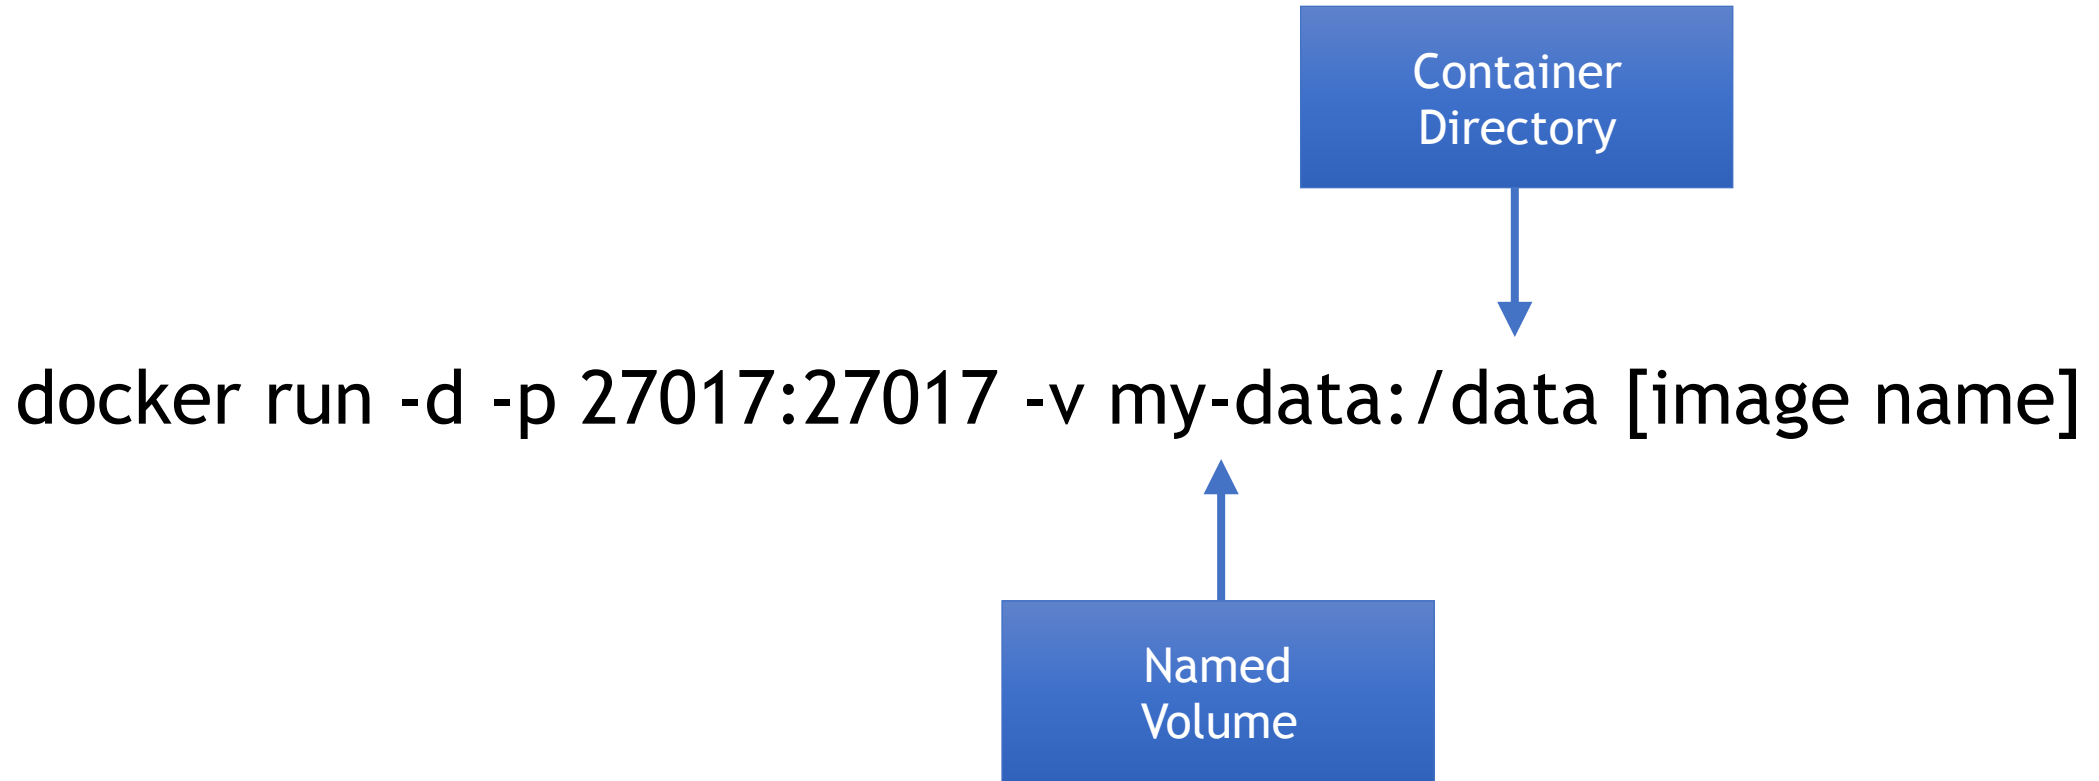 Container
Directory
docker run -d -p 27017:27017 -v my-data:/data [image name]
Named
Volume